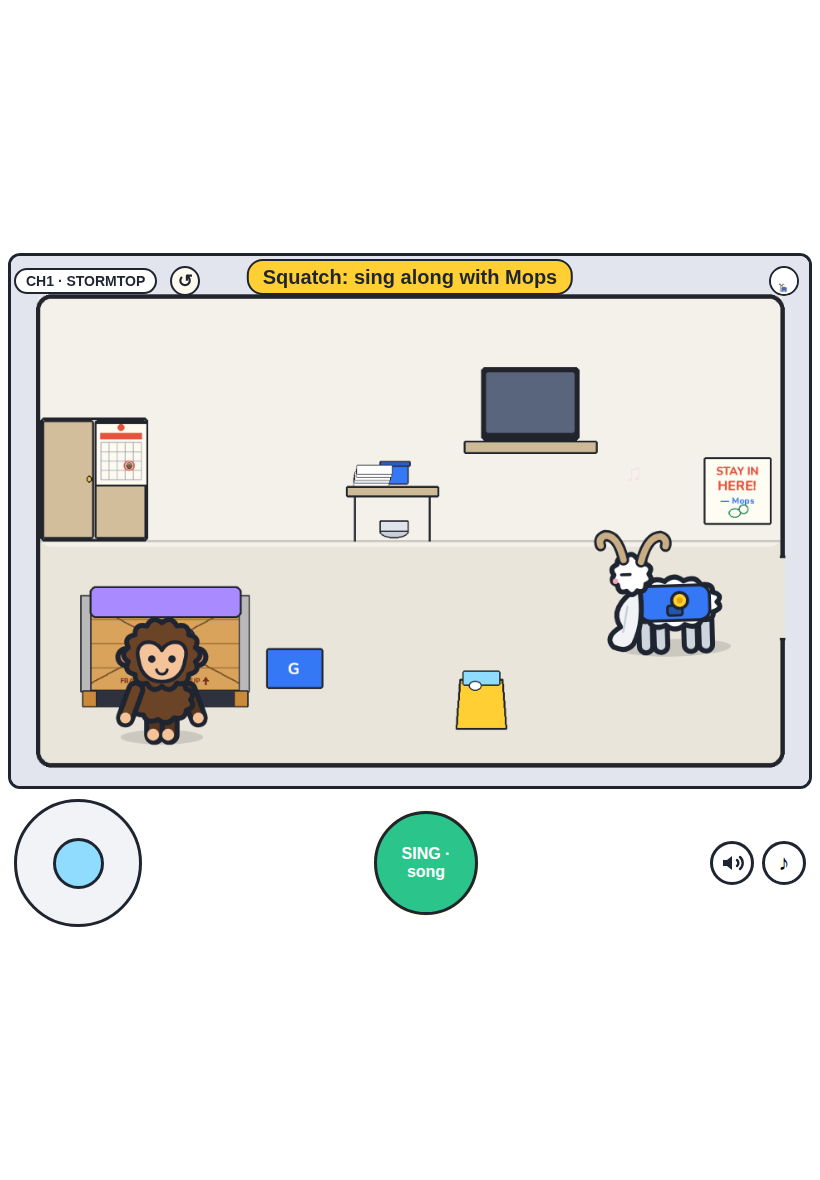 CH1 · STORMTOP
Squatch: sing along with Mops
STAY IN
HERE!
— Mops
G
SING ·
song